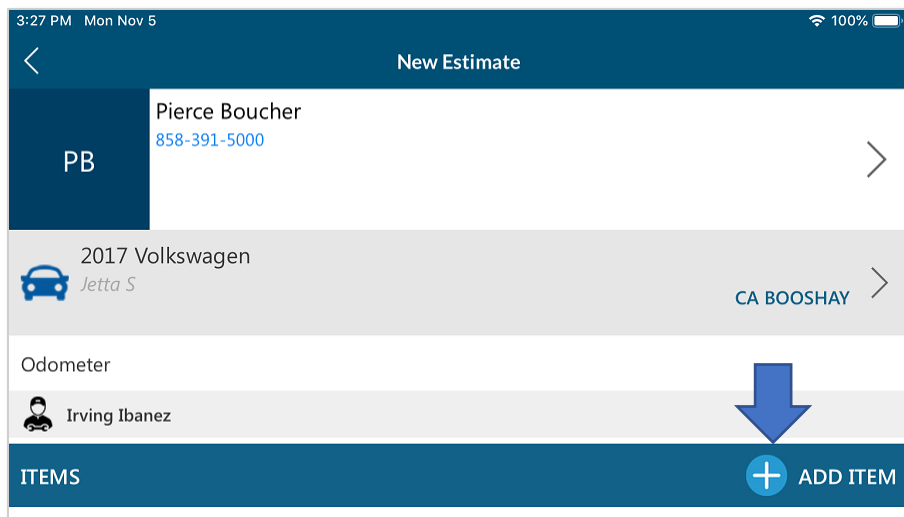 3:27 PM Mon Nov 5 100%
New Estimate
PB
Pierce Boucher
858-391-5000
2017 Volkswagen
Jetta S
CA BOOSHAY
Odometer
Irving Ibanez
ITEMS ADD ITEM